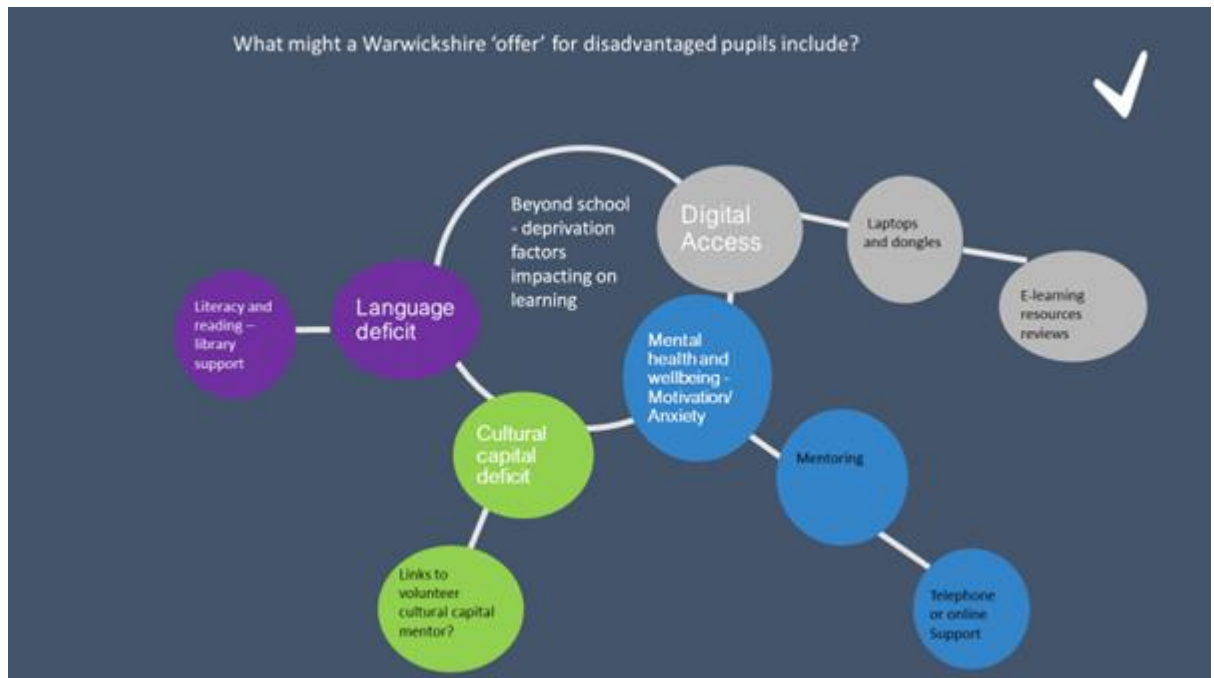 What might a Warwickshire ‘offer’ for disadvantaged pupils include?
Beyond school
- deprivation
factors
impacting on
learning
Digital
Access
Laptops
and dongles
E-learning
resources
reviews
Language
deficit
Literacy and
reading –
library
support
Mental
health and
wellbeing -
Motivation/
Anxiety
Cultural
capital
deficit
Mentoring
Links to
volunteer
cultural capital
mentor?
Telephone
or online
Support